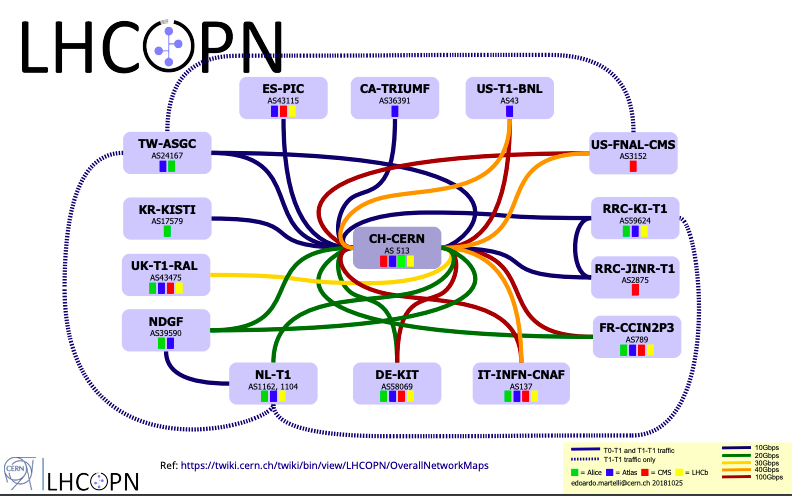 LHCOPN
ES-PIC
AS43115
CA-TRIUMF
AS36391
US-T1-BNL
AS43
TW-ASGC
AS24167
US-FNAL-CMS
AS3152
KR-KISTI
AS17579
RRC-KI-T1
AS59624
CH-CERN
AS 513
UK-T1-RAL
AS43475
RRC-JINR-T1
AS2875
NDGF
AS39590
FR-CCIN2P3
AS789
NL-T1
AS1162, 1104
DE-KIT
AS58069
IT-INFN-CNAF
AS137
CERN
LHCOPN
Ref: https://twiki.cern.ch/twiki/bin/view/LHCOPN/OverallNetworkMaps
T0-T1 and T1-T1 traffic
T1-T1 traffic only
= Alice = Atlas = CMS = LHCb
edoardo.martelli@cern.ch 20181025
10Gbps
20Gbps
30Gbps
40Gbps
100Gbps